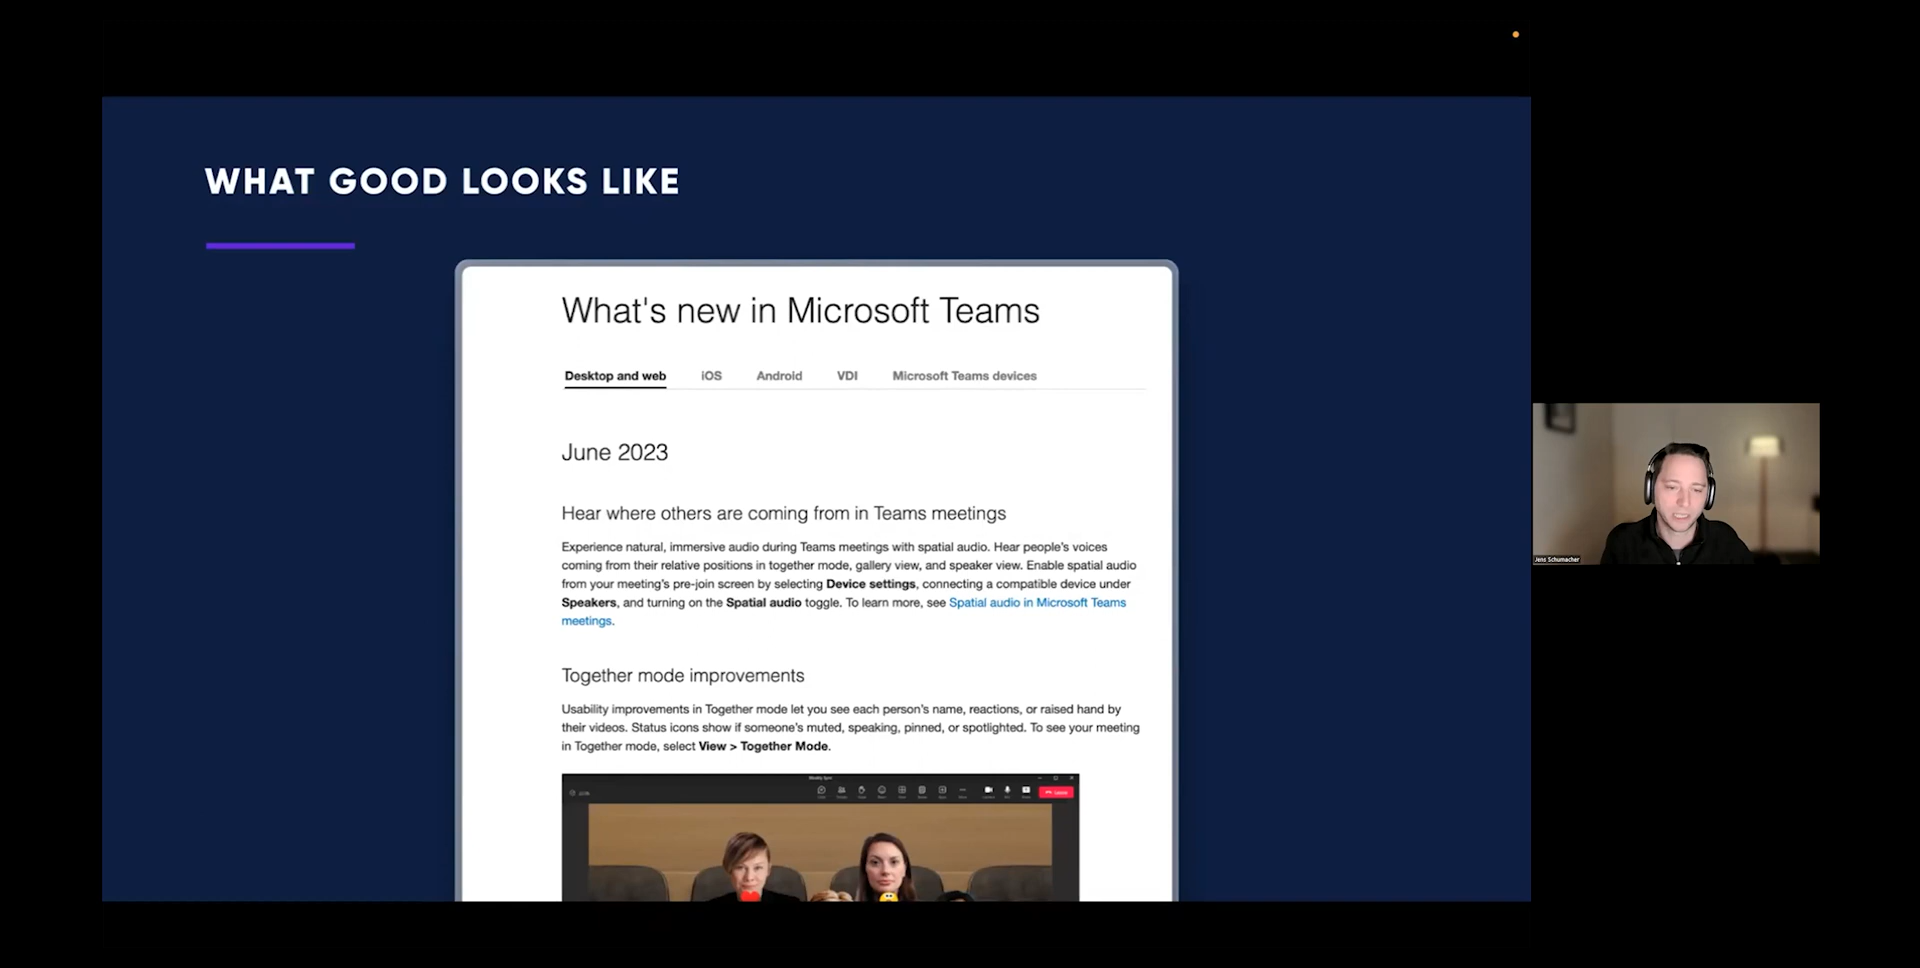 WHAT GOOD LOOKS LIKE
What's new in Microsoft Teams
Desktop and web iOS Android VDI Microsoft Teams devices
June 2023
Hear where others are coming from in Teams meetings
Experience natural, immersive audio during Teams meetings with spatial audio. Hear people's voices
coming from their relative positions in together mode, gallery view, and speaker view. Enable spatial audio
from your meeting's pre-join screen by selecting Device settings, connecting a compatible device under
Speakers, and turning on the Spatial audio toggle. To learn more, see Spatial audio in Microsoft Teams
meetings.
Together mode improvements
Usability improvements in Together mode let you see each person's name, reactions, or raised hand by
their videos. Status icons show if someone's muted, speaking, pinned, or spotlighted. To see your meeting
in Together mode, select View > Together Mode.
Jens Schumacher